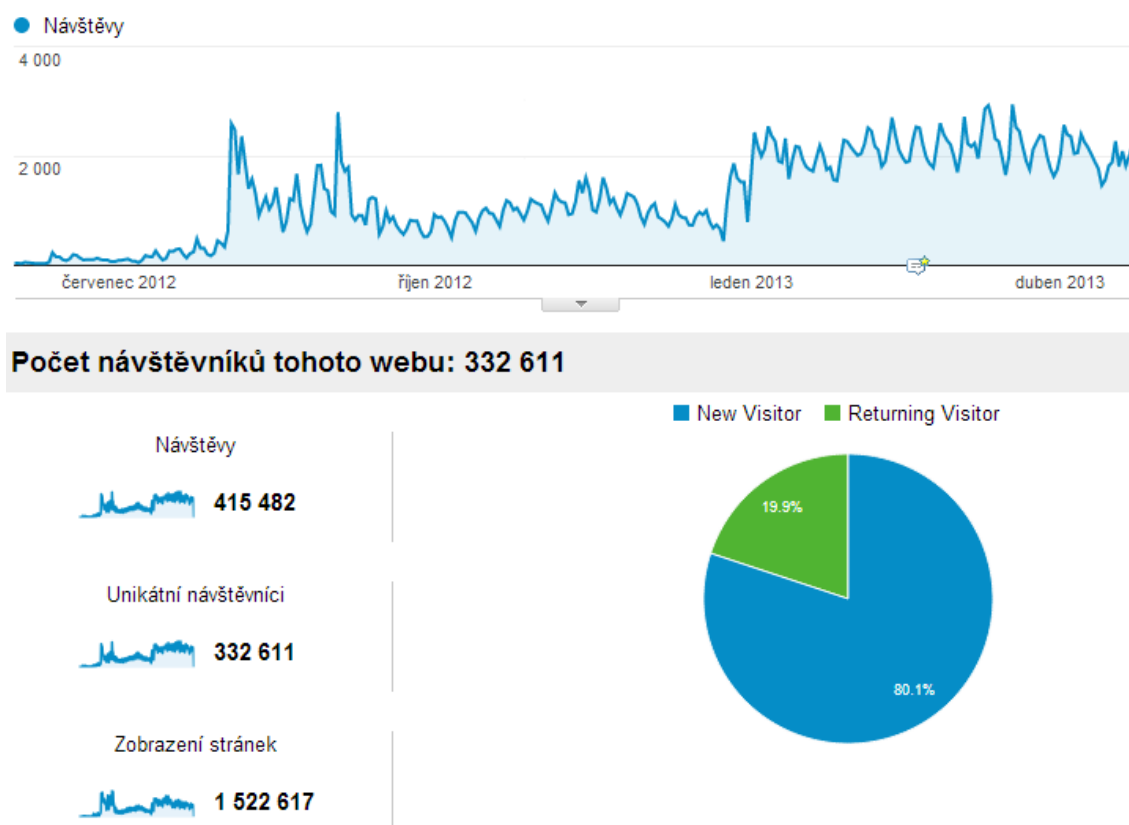 Návštěvy
4 000
2 000
červenec 2012 říjen 2012 leden 2013 duben 2013
Počet návštěvníků tohoto webu: 332 611
New Visitor Returning Visitor
Návštěvy
415 482
Unikátní návštěvníci
332 611
Zobrazení stránek
1 522 617
19.9%
80.1%